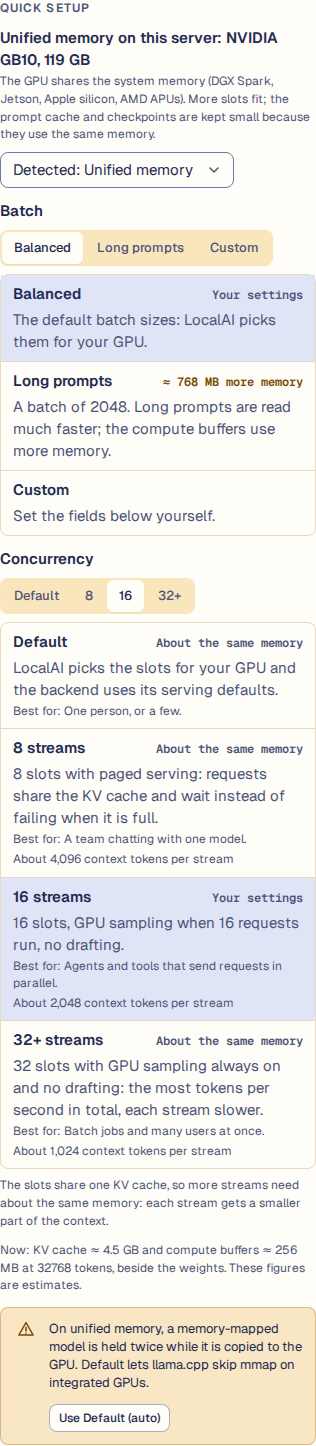 QUICK SETUP
Unified memory on this server: NVIDIA
GB10, 119 GB
The GPU shares the system memory (DGX Spark,
Jetson, Apple silicon, AMD APUs). More slots fit; the
prompt cache and checkpoints are kept small because
they use the same memory.
Detected: Unified memory
Batch
Balanced Long prompts Custom
Balanced Your settings
The default batch sizes: LocalAI picks
them for your GPU.
Long prompts ≈ 768 MB more memory
A batch of 2048. Long prompts are read
much faster; the compute buffers use
more memory.
Custom
Set the fields below yourself.
Concurrency
Default 8 16 32+
Default About the same memory
LocalAI picks the slots for your GPU and
the backend uses its serving defaults.
Best for: One person, or a few.
8 streams About the same memory
8 slots with paged serving: requests
share the KV cache and wait instead of
failing when it is full.
Best for: A team chatting with one model.
About 4,096 context tokens per stream
16 streams Your settings
16 slots, GPU sampling when 16 requests
run, no drafting.
Best for: Agents and tools that send requests in
parallel.
About 2,048 context tokens per stream
32+ streams About the same memory
32 slots with GPU sampling always on
and no drafting: the most tokens per
second in total, each stream slower.
Best for: Batch jobs and many users at once.
About 1,024 context tokens per stream
The slots share one KV cache, so more streams need
about the same memory: each stream gets a smaller
part of the context.
Now: KV cache ≈ 4.5 GB and compute buffers ≈ 256
MB at 32768 tokens, beside the weights. These figures
are estimates.
On unified memory, a memory-mapped
model is held twice while it is copied to the
GPU. Default lets llama.cpp skip mmap on
integrated GPUs.
Use Default (auto)